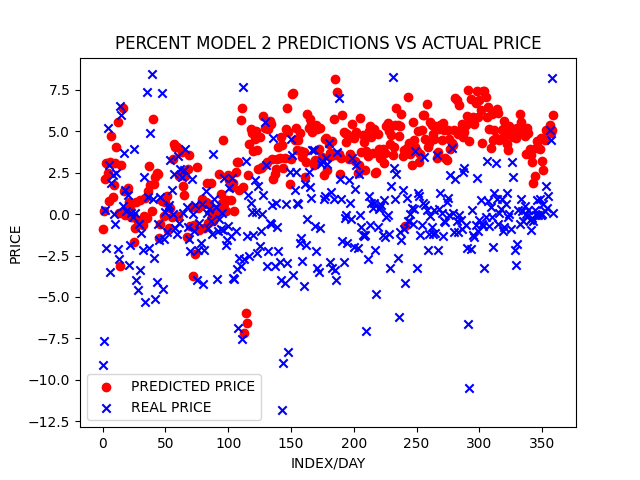 PERCENT MODEL 2 PREDICTIONS VS ACTUAL PRICE
7.5
5.0
2.5
0.0
−2.5
−5.0
−7.5
−10.0
−12.5
PRICE
PREDICTED PRICE
REAL PRICE
0 50 100 150 200 250 300 350
INDEX/DAY